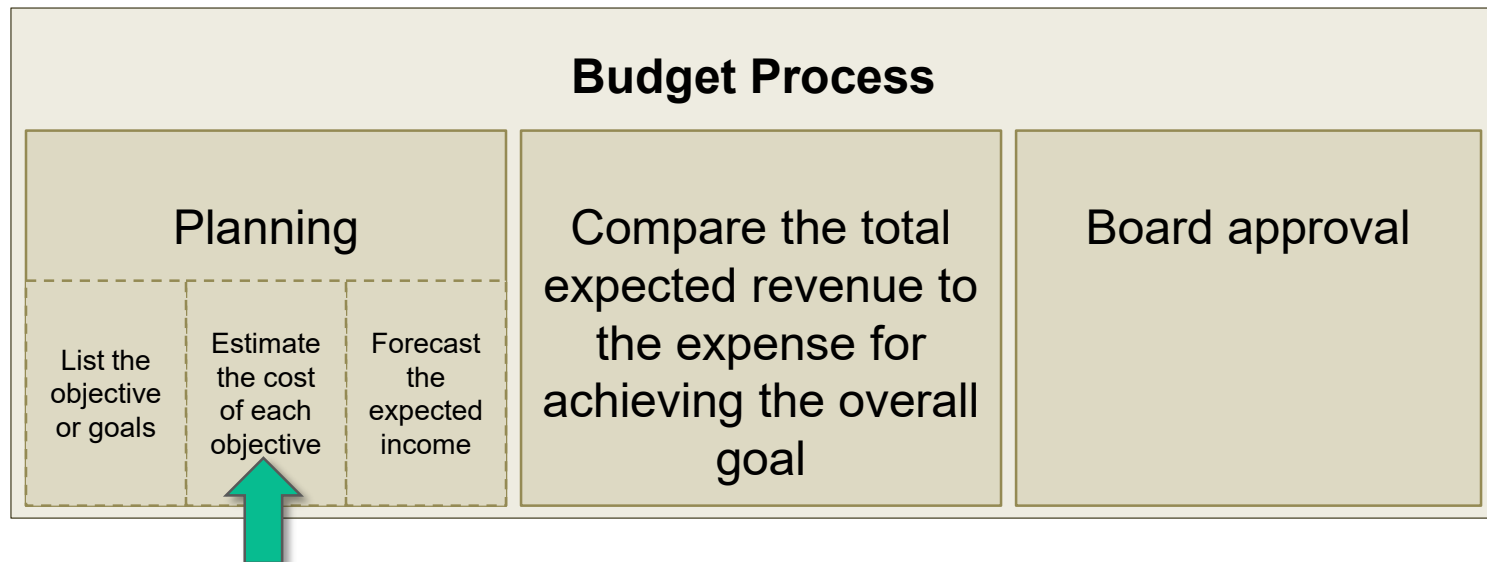 Budget Process
Planning
List the
objective
or goals
Estimate
the cost
of each
objective
Forecast
the
expected
income
Compare the total
expected revenue to
the expense for
achieving the overall
goal
Board approval